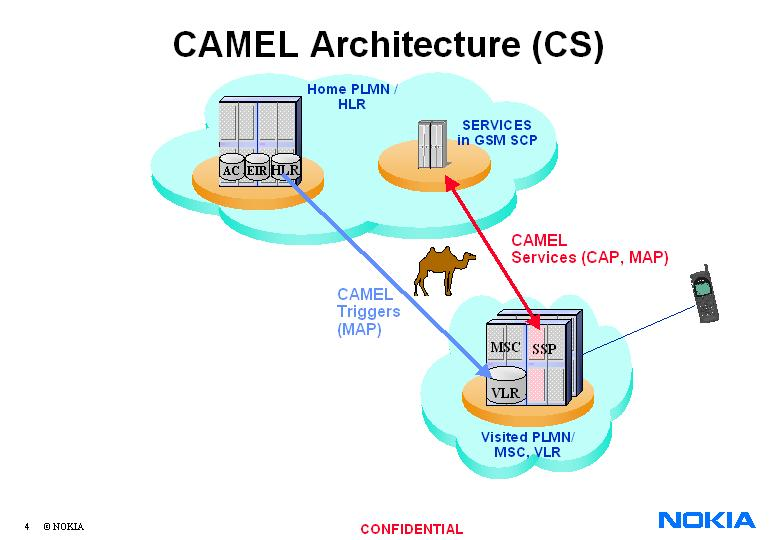 CAMEL Architecture (CS)
Home PLMN /
HLR
SERVICES
in GSM SCP
AC EIR HLR
CAMEL
Services (CAP, MAP)
CAMEL
Triggers
(MAP)
MSC SSP
VLR
Visited PLMN/
MSC, VLR
4 © NOKIA
CONFIDENTIAL
NOKIA